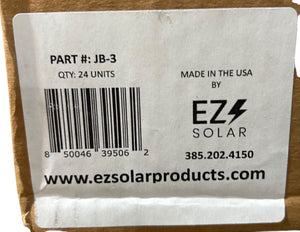 PART #: JB-3
QTY: 24 UNITS
8 50046 39506 2
MADE IN THE USA
BY
EZ
SOLAR
385.202.4150
www.ezsolarproducts.com